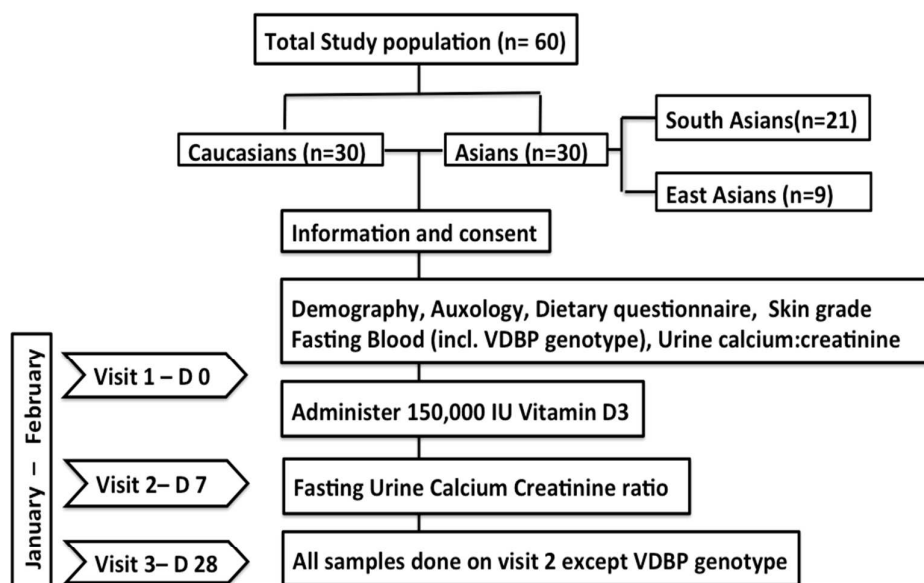 Total Study population (n= 60)
Caucasians (n=30)
Asians (n=30)
South Asians(n=21)
East Asians (n=9)
Information and consent
Demography, Auxology, Dietary questionnaire, Skin grade
Fasting Blood (incl. VDBP genotype), Urine calcium:creatinine
January – February
Visit 1 – D 0
Administer 150,000 IU Vitamin D3
Visit 2– D 7
Fasting Urine Calcium Creatinine ratio
Visit 3– D 28
All samples done on visit 2 except VDBP genotype